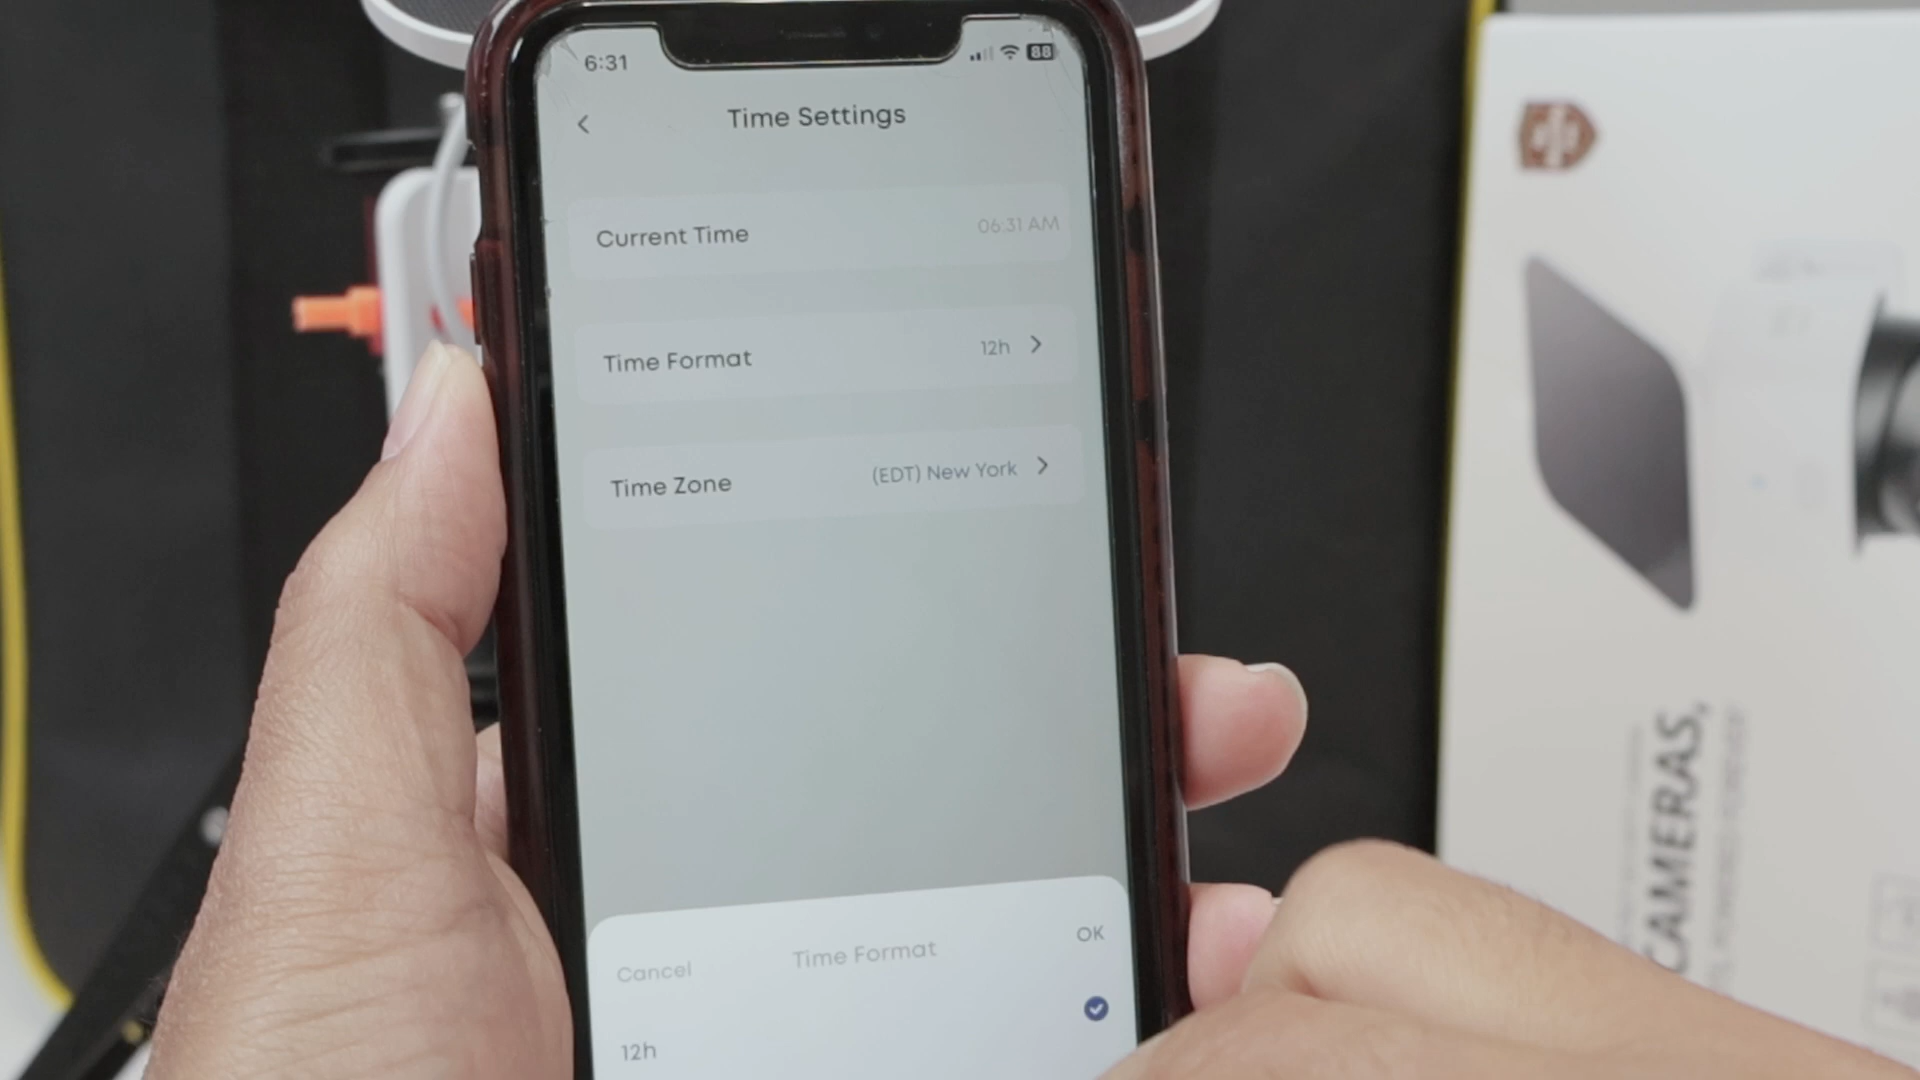 6:31
88
Time Settings
Current Time 06:31 AM
Time Format 12h
Time Zone (EDT) New York
Cancel Time Format OK
12h
CAMERAS,